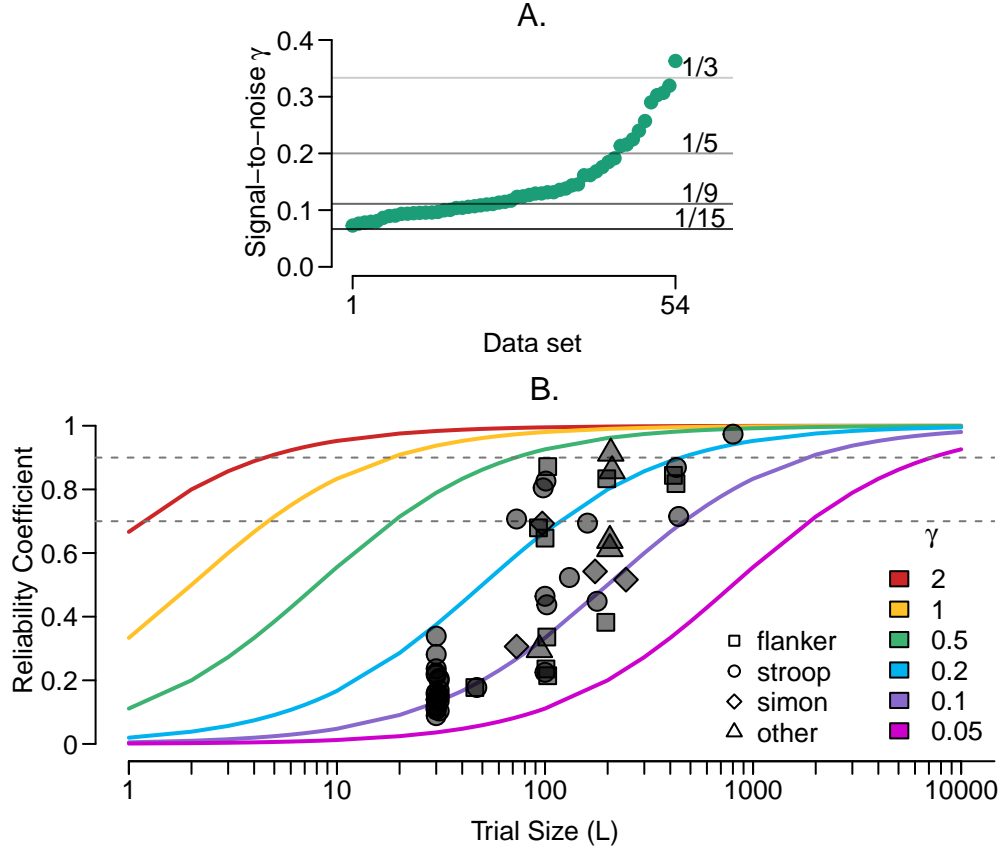 A.
Signal−to−noise γ
0.4
0.3
0.2
0.1
0.0
1/3
1/5
1/9
1/15
1 54
Data set
B.
Reliability Coefficient
1
0.8
0.6
0.4
0.2
0
γ
2
1
0.5
0.2
0.1
0.05
flanker
stroop
simon
other
1 10 100 1000 10000
Trial Size (L)